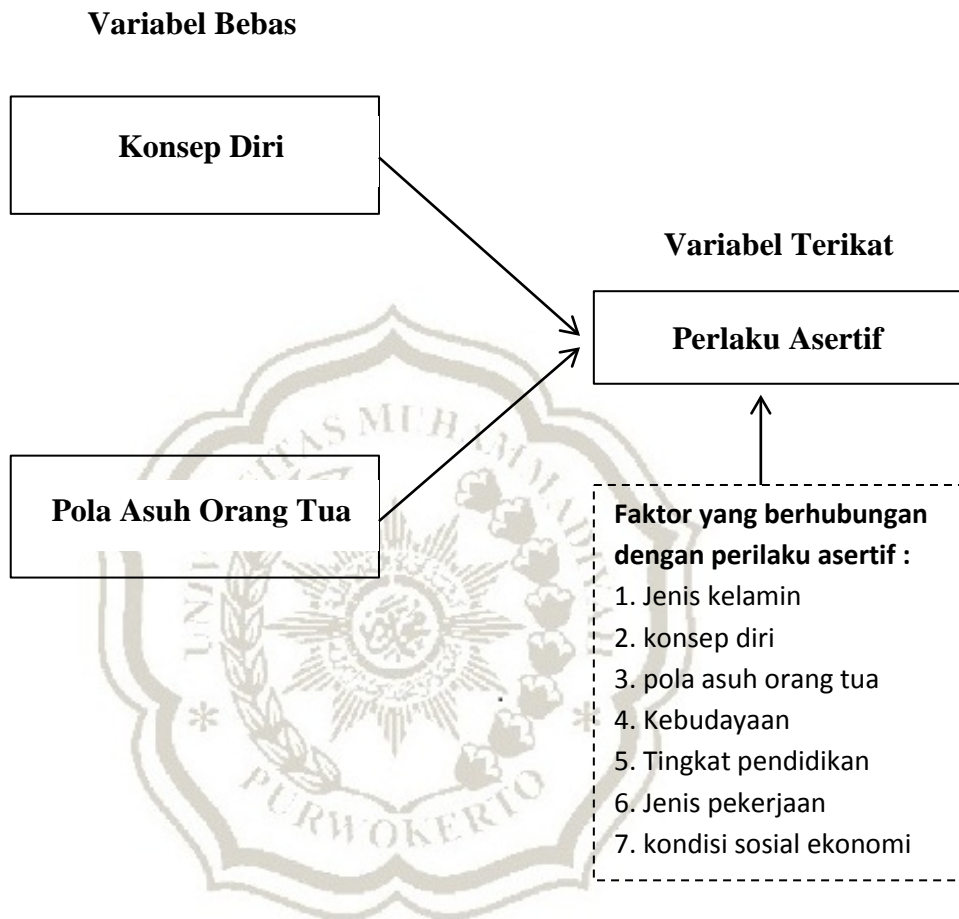 Variabel Bebas
Konsep Diri
Variabel Terikat
Perlaku Asertif
Pola Asuh Orang Tua
Faktor yang berhubungan
dengan perilaku asertif :
1. Jenis kelamin
2. konsep diri
3. pola asuh orang tua
4. Kebudayaan
5. Tingkat pendidikan
6. Jenis pekerjaan
7. kondisi sosial ekonomi
PURWOKERTO